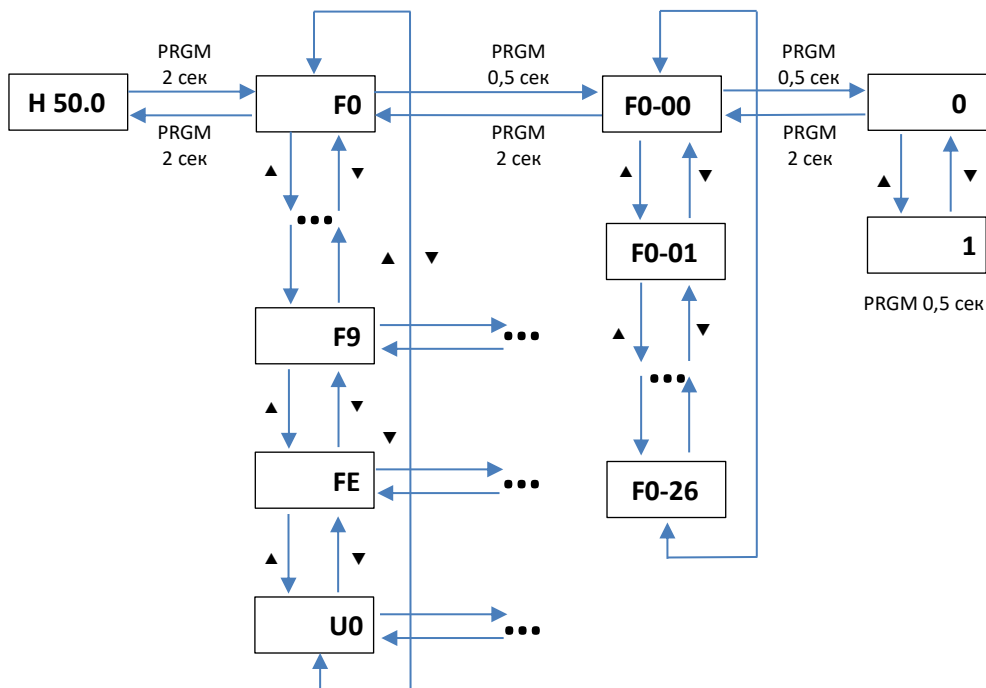 PRGM
2 сек
PRGM
0,5 сек
PRGM
0,5 сек
H 50.0
F0
F0-00
0
PRGM
2 сек
PRGM
2 сек
PRGM
2 сек
▲ ▼
▲ ▼
▲ ▼
•••
F0-01
1
▲ ▼
PRGM 0,5 сек
F9
•••
▲ ▼
•••
▲ ▼
▼
FE
•••
F0-26
▲ ▼
U0
•••